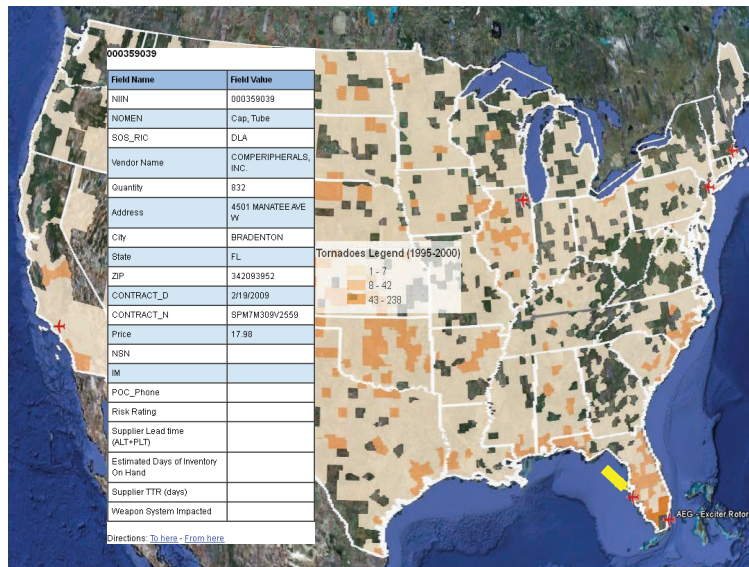 000359039
Field Name Field Value
NIIN 000359039
NOMEN Cap, Tube
SOS_RIC DLA
Vendor Name COMPERIPHERALS,
INC.
Quantity 832
Address 4501 MANATEE AVE
W
City BRADENTON
State FL
ZIP 342093952
CONTRACT_D 2/19/2009
CONTRACT_N SPM7M309V2559
Price 17.98
NSN
IM
POC_Phone
Risk Rating
Supplier Lead time
(ALT+PLT)
Estimated Days of Inventory
On Hand
Supplier TTR (days)
Weapon System Impacted
Directions: To here - From here
Tornadoes Legend (1995-2000)
1 - 7
8 - 42
43 - 238
AEG - Exciter Rotor